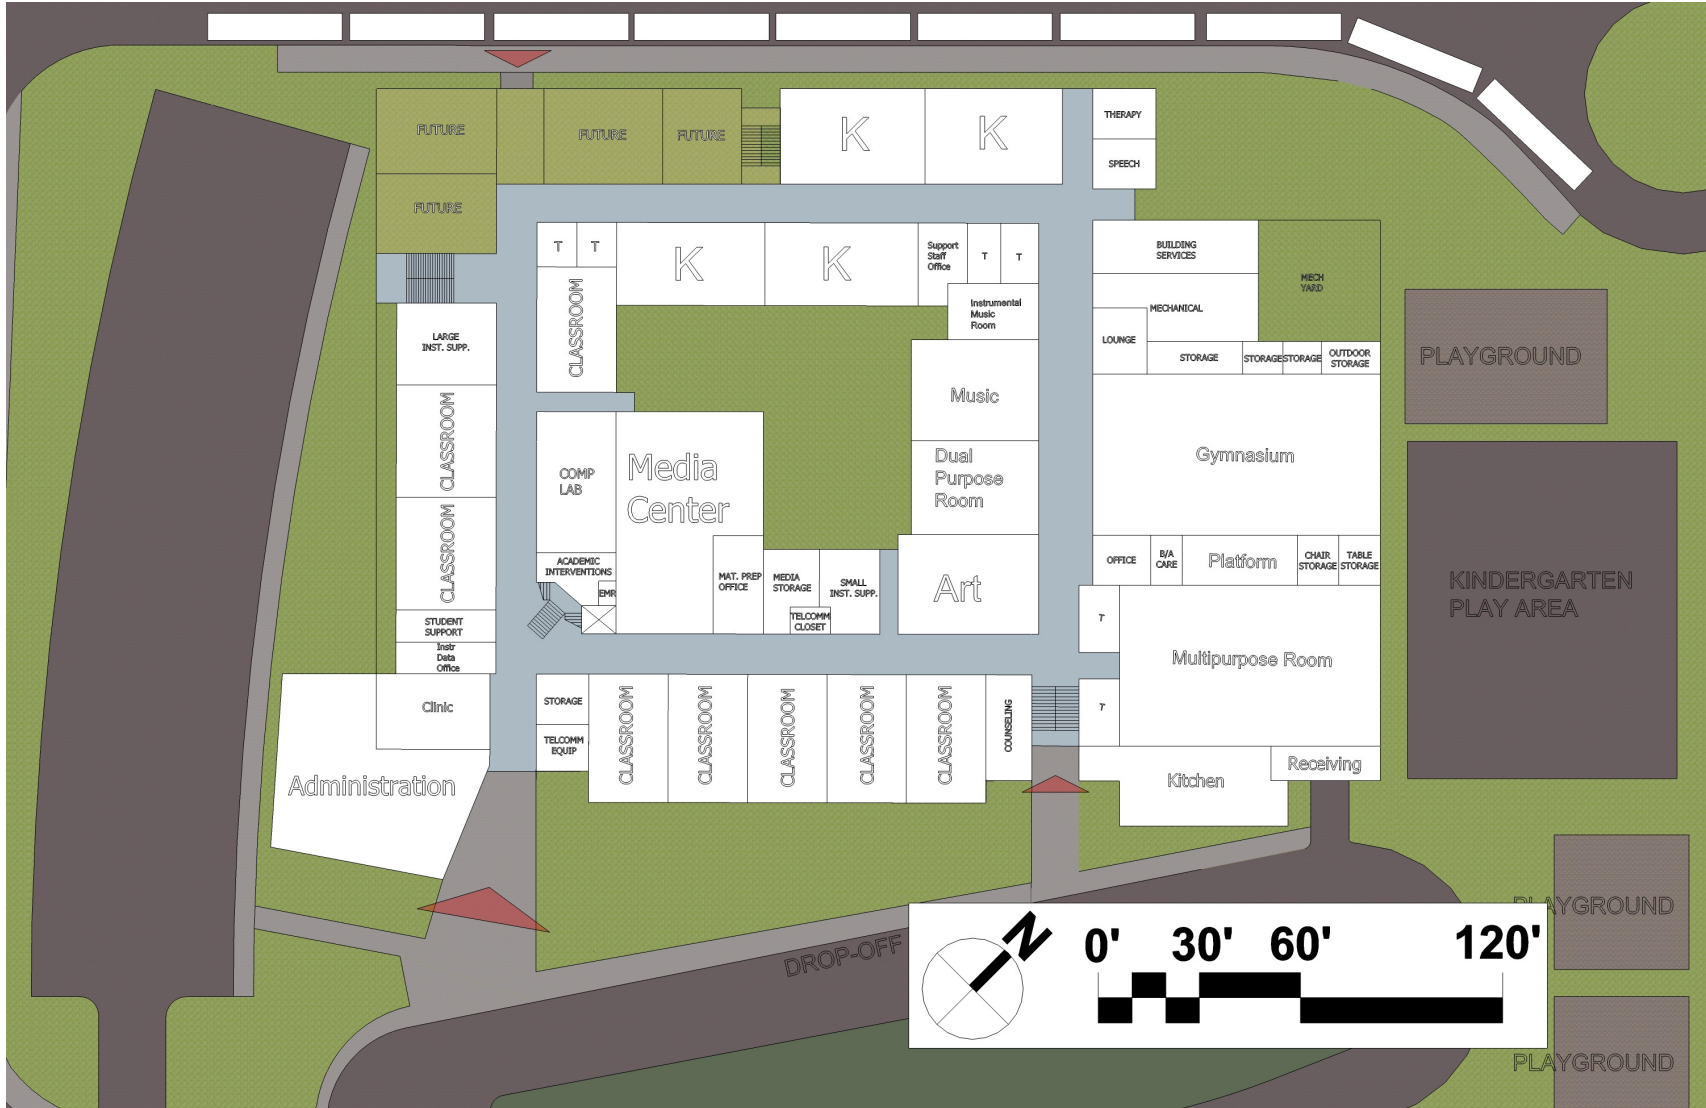 FUTURE
FUTURE
FUTURE
K
K
THERAPY
SPEECH
FUTURE
T
T
K
K
Support
Staff
Office
T
T
BUILDING
SERVICES
MECH
YARD
CLASSROOM
Instrumental
Music
Room
MECHANICAL
LOUNGE
STORAGE
STORAGE
STORAGE
OUTDOOR
STORAGE
PLAYGROUND
LARGE
INST. SUPP.
CLASSROOM
Music
COMP
LAB
Media
Center
Dual
Purpose
Room
Gymnasium
CLASSROOM
ACADEMIC
INTERVENTIONS
EMR
MAT. PREP
OFFICE
MEDIA
STORAGE
SMALL
INST. SUPP.
TELCOMM
CLOSET
Art
OFFICE
B/A
CARE
Platform
CHAIR
STORAGE
TABLE
STORAGE
KINDERGARTEN
PLAY AREA
STUDENT
SUPPORT
Instr
Data
Office
T
Multipurpose Room
Clinic
STORAGE
TELCOMM
EQUIP
CLASSROOM
CLASSROOM
CLASSROOM
CLASSROOM
CLASSROOM
COUNSELING
T
Administration
Kitchen
Receiving
PLAYGROUND
DROP-OFF
N
0' 30' 60' 120'
PLAYGROUND